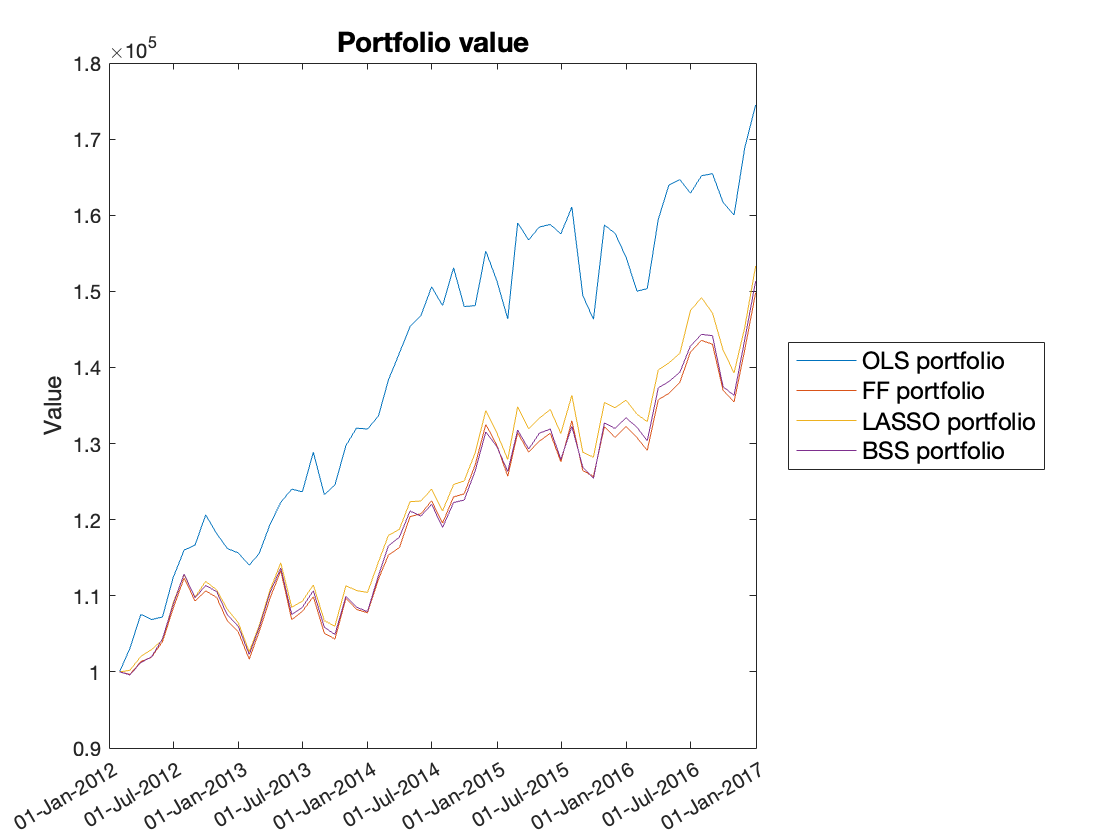 Portfolio value
×10⁵
1.8
1.7
1.6
1.5
1.4
1.3
1.2
1.1
1
0.9
Value
01-Jan-2012
01-Jul-2012
01-Jan-2013
01-Jul-2013
01-Jan-2014
01-Jul-2014
01-Jan-2015
01-Jul-2015
01-Jan-2016
01-Jul-2016
01-Jan-2017
OLS portfolio
FF portfolio
LASSO portfolio
BSS portfolio